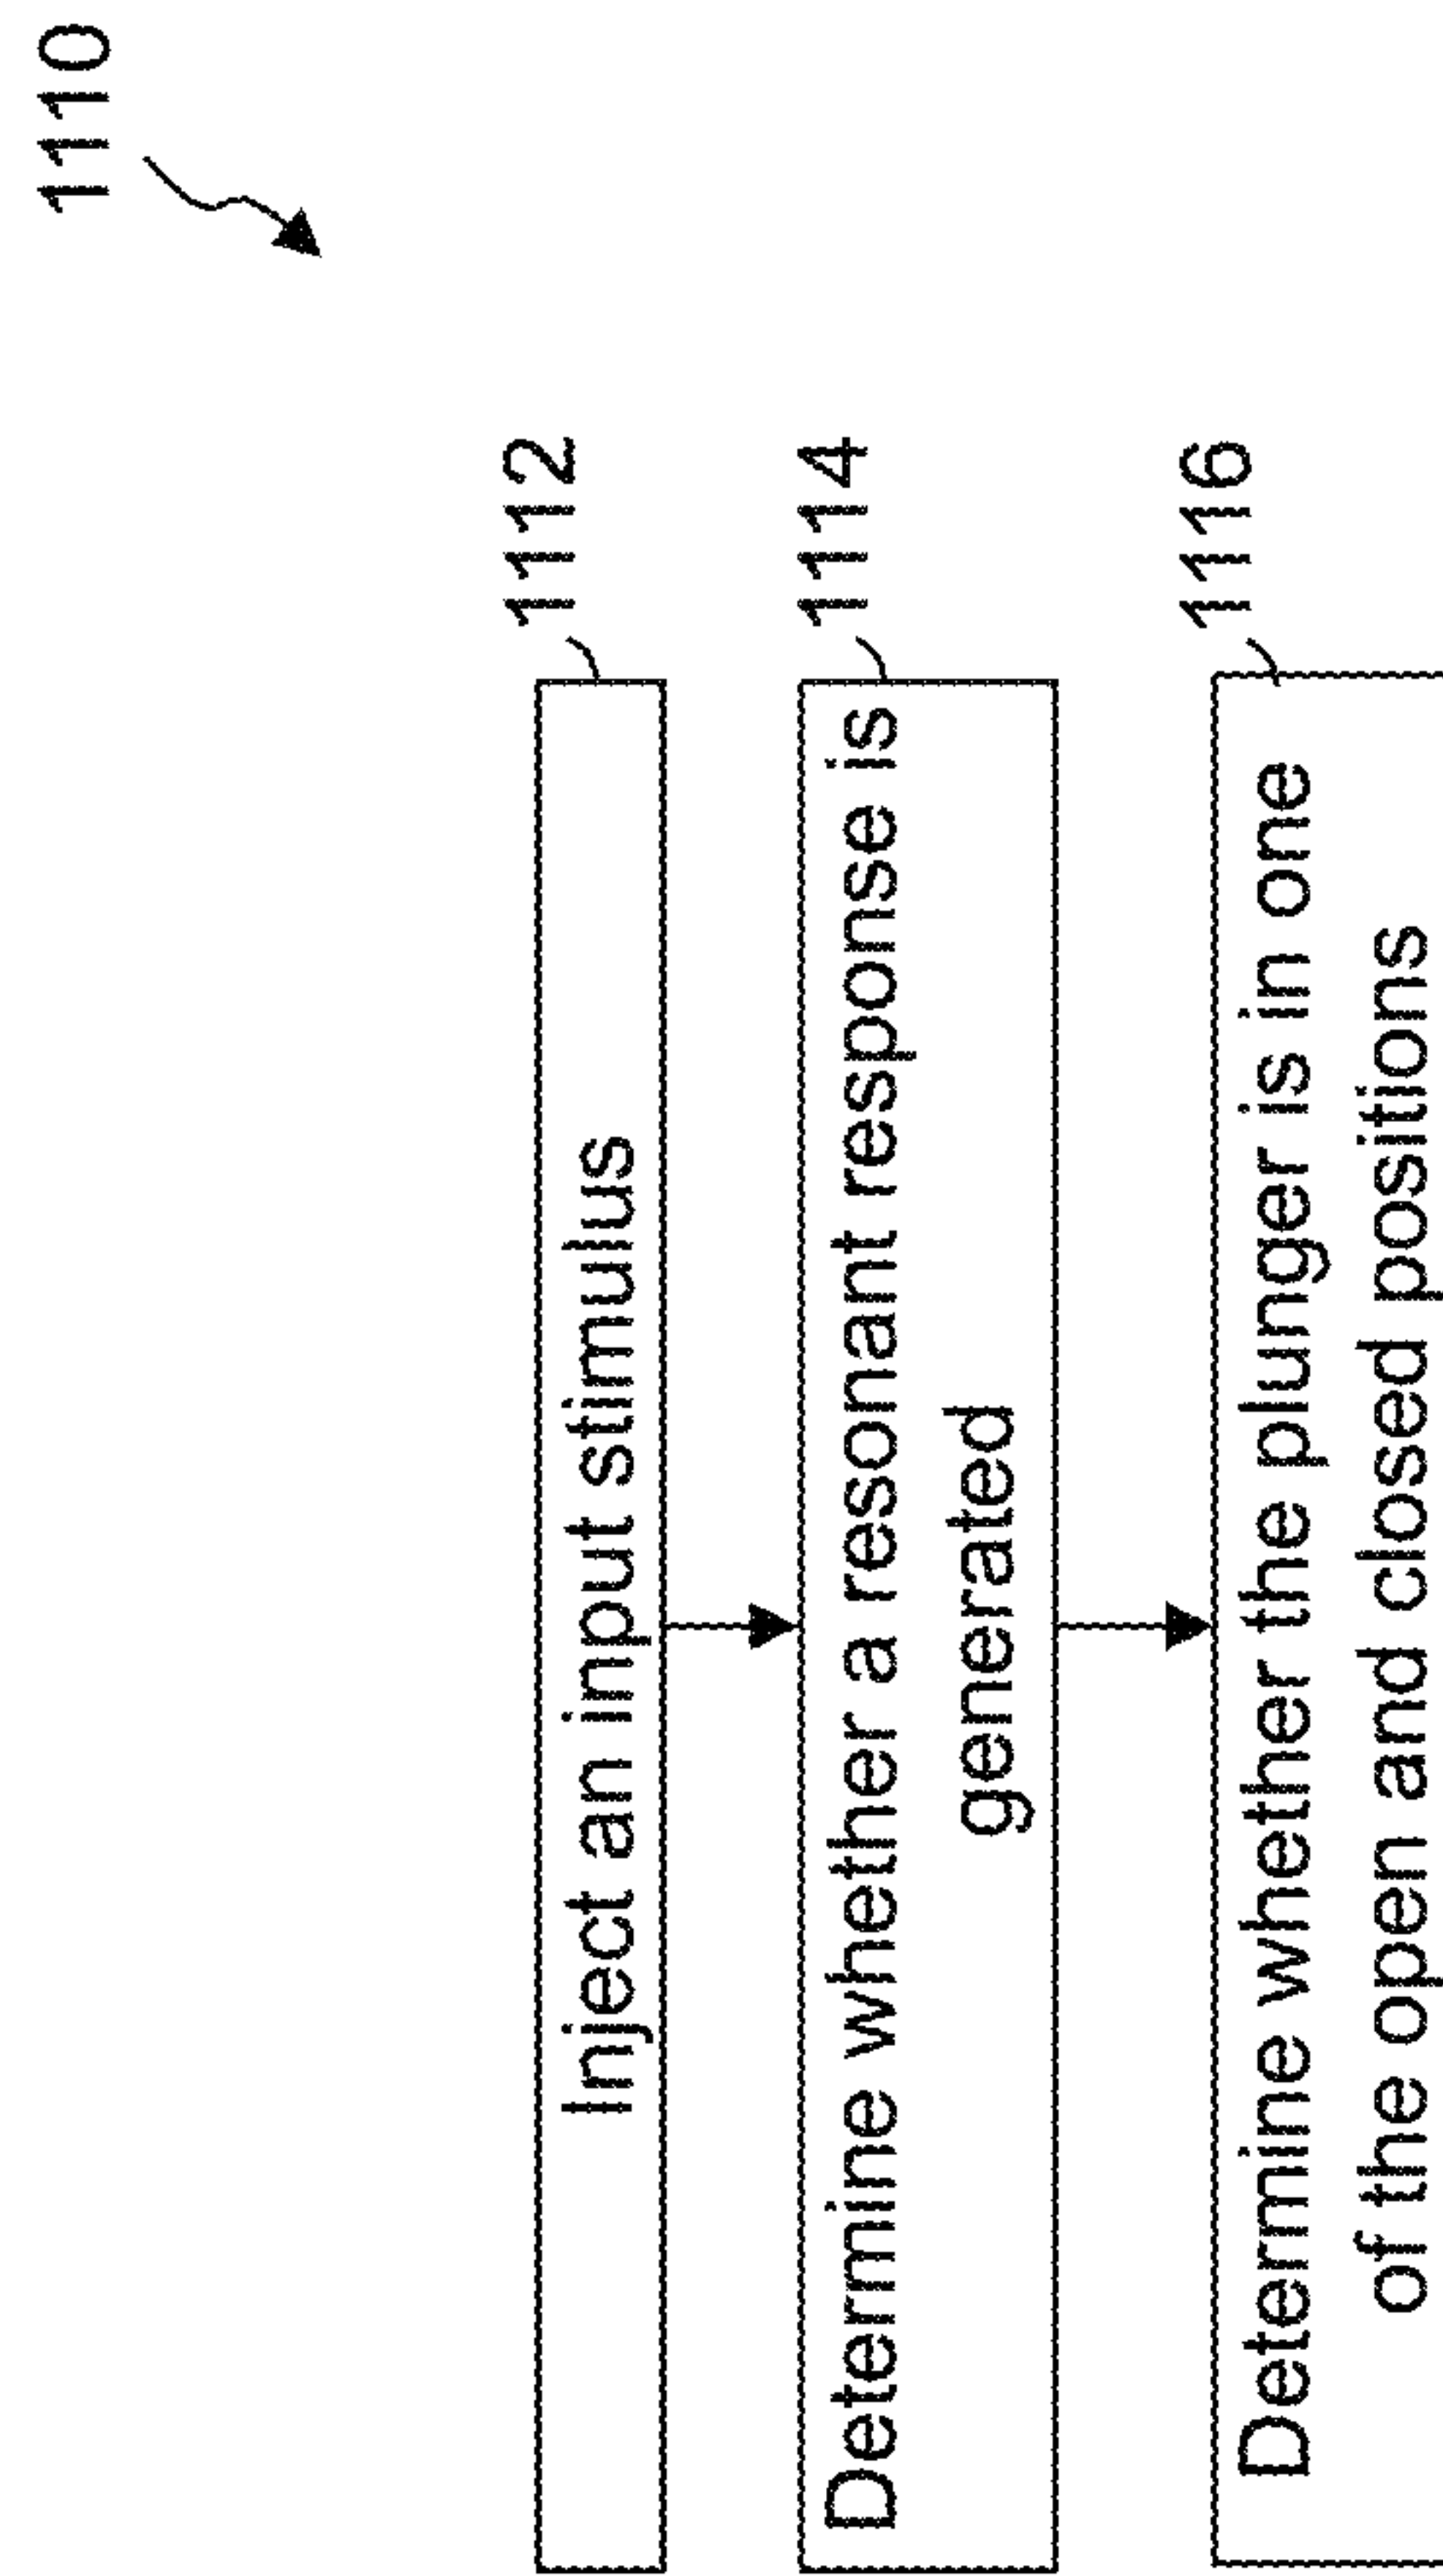 1110
1112
Inject an input stimulus
1114
Determine whether a resonant response is
generated
1116
Determine whether the plunger is in one
of the open and closed positions